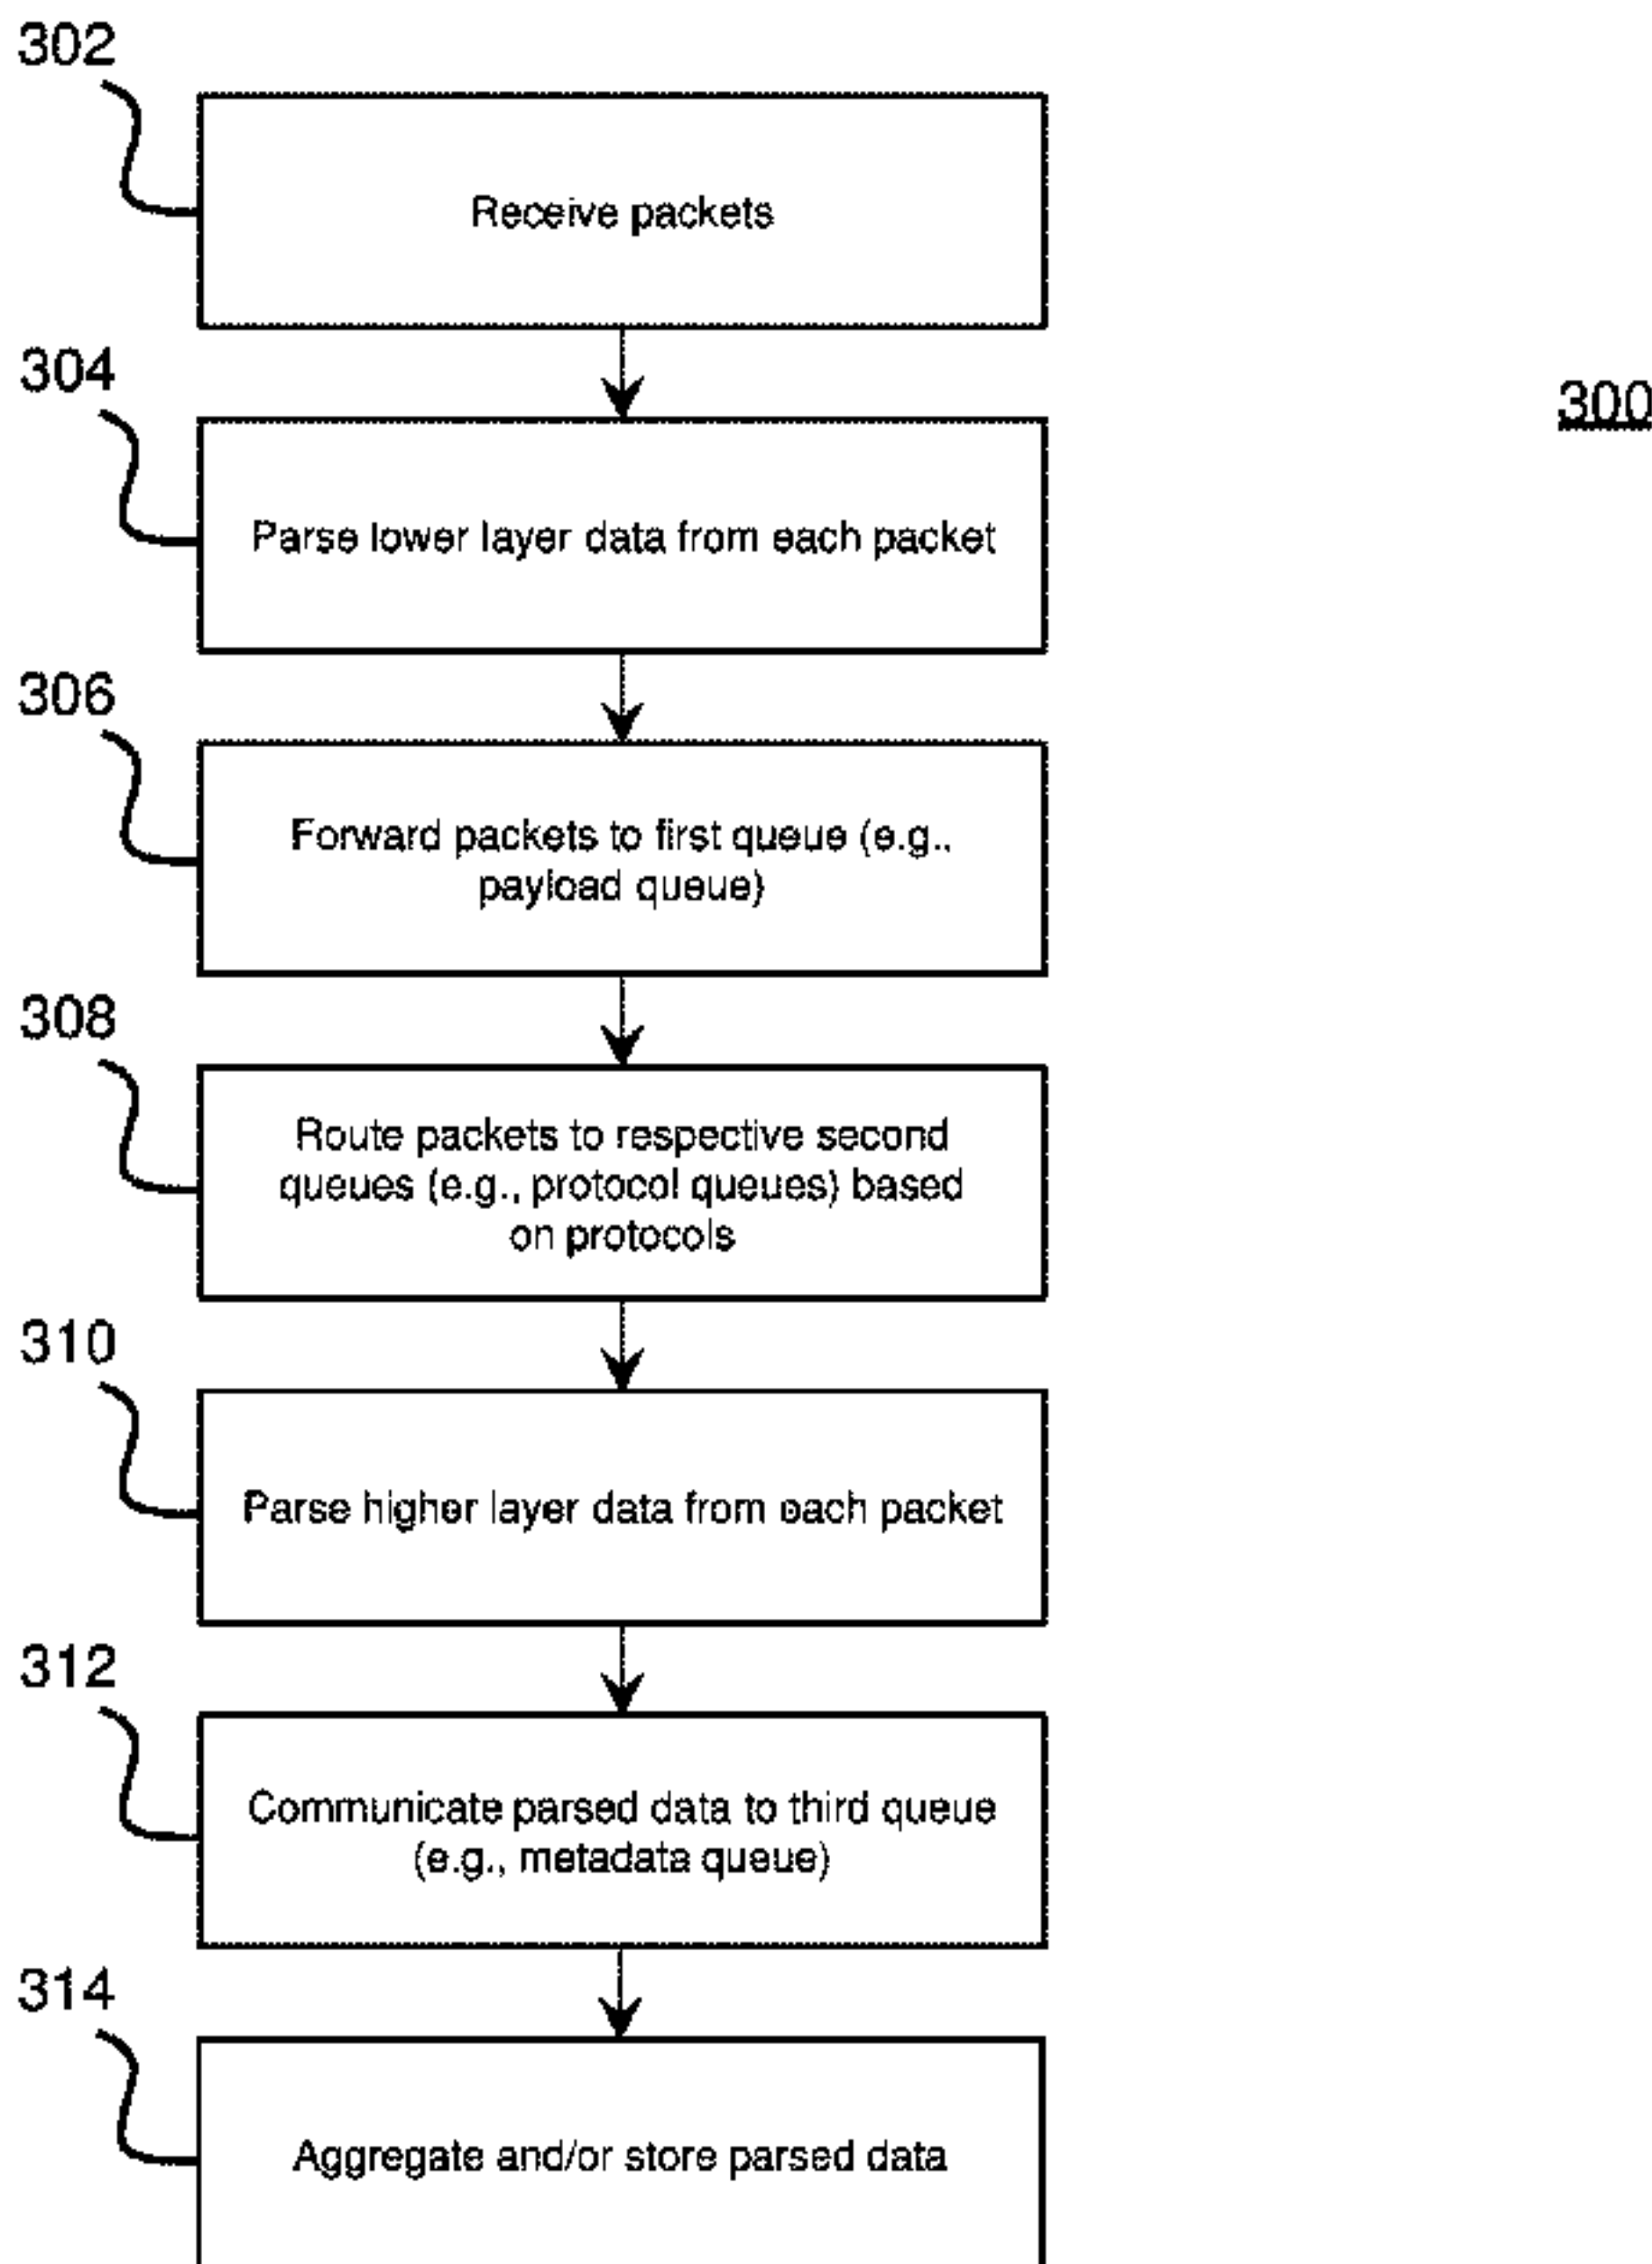 302
Receive packets
304
300
Parse lower layer data from each packet
306
Forward packets to first queue (e.g.,
payload queue)
308
Route packets to respective second
queues (e.g., protocol queues) based
on protocols
310
Parse higher layer data from each packet
312
Communicate parsed data to third queue
(e.g., metadata queue)
314
Aggregate and/or store parsed data